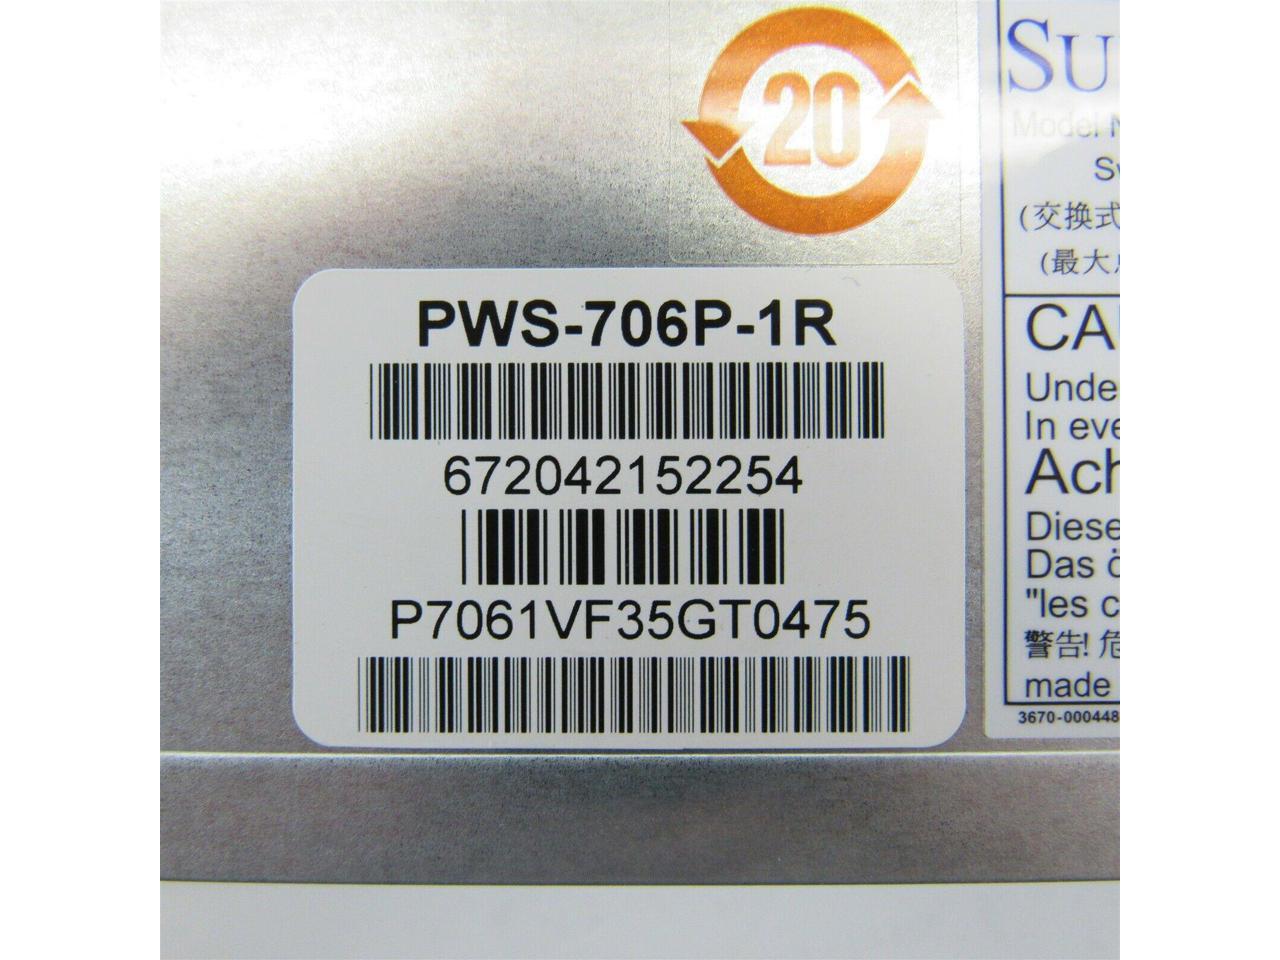 20
PWS-706P-1R
672042152254
P7061VF35GT0475
SU
Model
(交換式
(最大
CA
Unde
In eve
Ach
Diese
Das ö
"les c
警告! 危
made
3670-000448